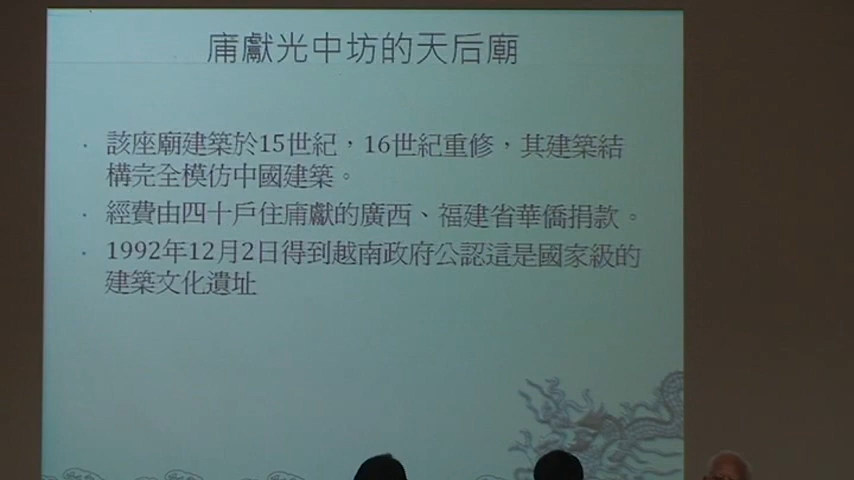 庯獻光中坊的天后廟
· 該座廟建築於15世紀，16世紀重修，其建築結
構完全模仿中國建築。
· 經費由四十戶住庯獻的廣西、福建省華僑捐款。
· 1992年12月2日得到越南政府公認這是國家級的
建築文化遺址